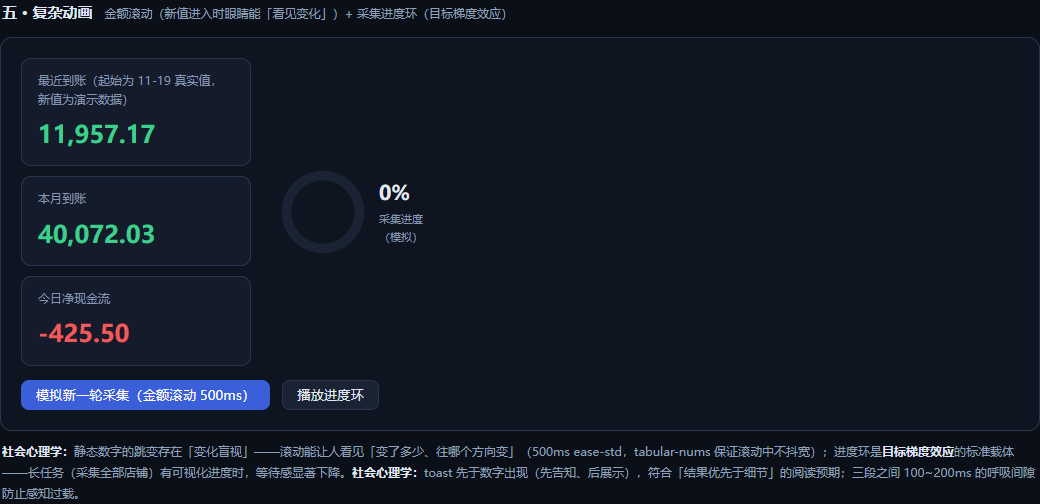 五 • 复杂动画 金额滚动（新值进入时眼睛能「看见变化」）+ 采集进度环（目标梯度效应）
最近到账（起始为 11-19 真实值，
新值为演示数据）
11,957.17
本月到账
40,072.03
今日净现金流
-425.50
0%
采集进度
（模拟）
模拟新一轮采集（金额滚动 500ms）
播放进度环
社会心理学：静态数字的跳变存在「变化盲视」——滚动能让人看见「变了多少、往哪个方向变」（500ms ease-std，tabular-nums 保证滚动中不抖宽）；进度环是目标梯度效应的标准载体
——长任务（采集全部店铺）有可视化进度时，等待感显著下降。社会心理学：toast 先于数字出现（先告知、后展示），符合「结果优先于细节」的阅读预期；三段之间 100~200ms 的呼吸间隙
防止感知过载。